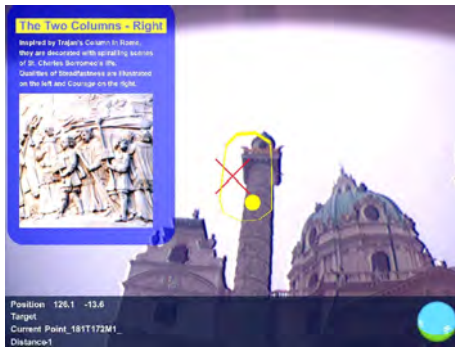 The Two Columns - Right
Inspired by Trajan's Column in Rome,
they are decorated with spiralling scenes
of St. Charles Borromeo's life.
Qualities of Steadfastness are illustrated
on the left and Courage on the right.
Position 126.1 -13.6
Target
Current Point_181T172M1_
Distance-1